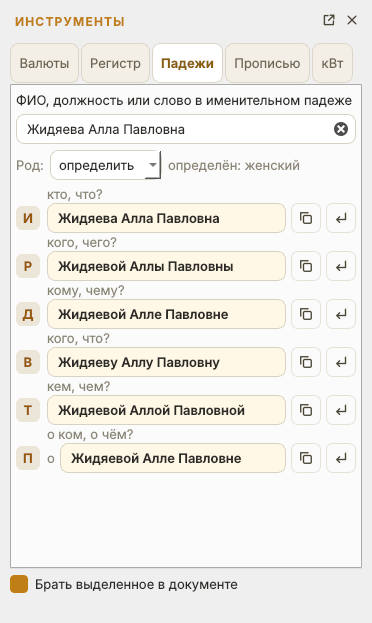 ИНСТРУМЕНТЫ
Валюты Регистр Падежи Прописью кВт
ФИО, должность или слово в именительном падеже
Жидяева Алла Павловна
Род: определить определён: женский
кто, что?
И Жидяева Алла Павловна
кого, чего?
Р Жидяевой Аллы Павловны
кому, чему?
Д Жидяевой Алле Павловне
кого, что?
В Жидяеву Аллу Павловну
кем, чем?
Т Жидяевой Аллой Павловной
о ком, о чём?
П о Жидяевой Алле Павловне
Брать выделенное в документе